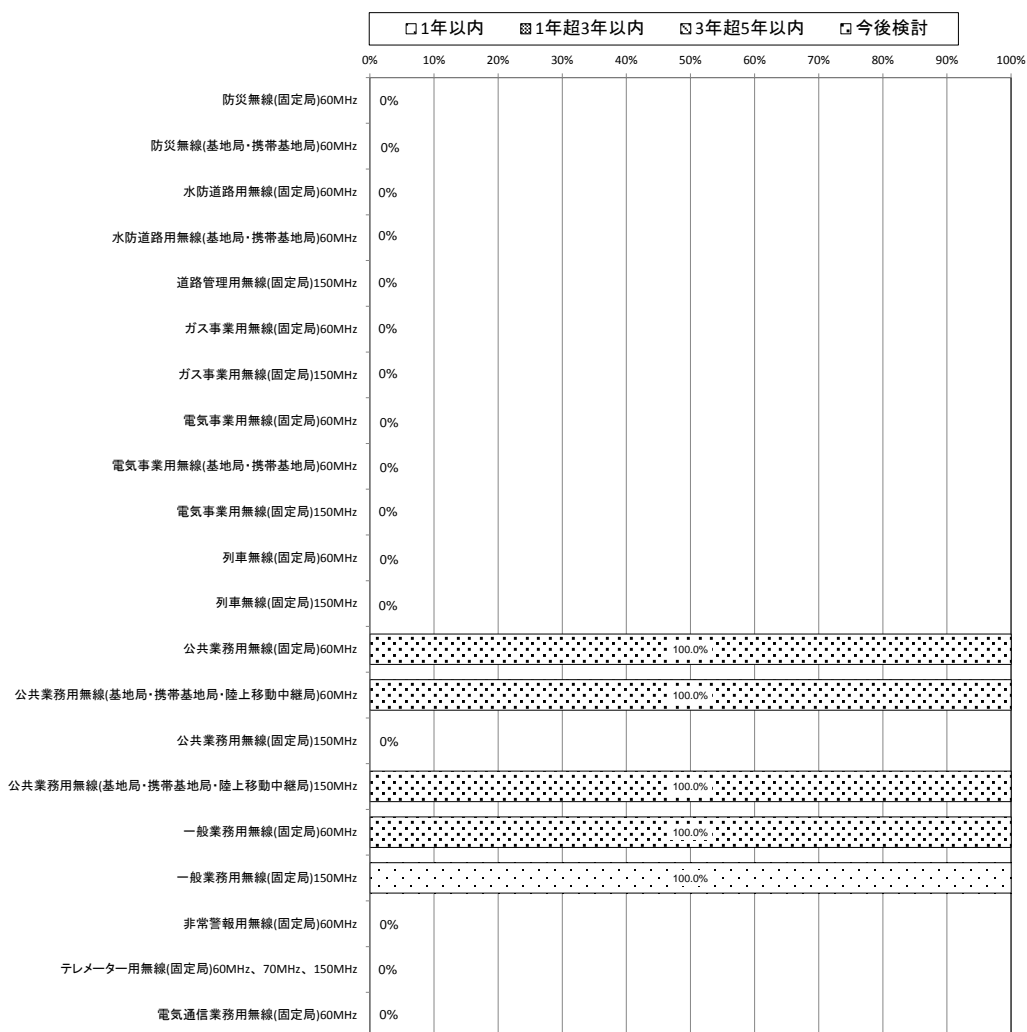 1年以内 1年超3年以内 3年超5年以内 今後検討
0% 10% 20% 30% 40% 50% 60% 70% 80% 90% 100%
防災無線(固定局)60MHz 0%
防災無線(基地局・携帯基地局)60MHz 0%
水防道路用無線(固定局)60MHz 0%
水防道路用無線(基地局・携帯基地局)60MHz 0%
道路管理用無線(固定局)150MHz 0%
ガス事業用無線(固定局)60MHz 0%
ガス事業用無線(固定局)150MHz 0%
電気事業用無線(固定局)60MHz 0%
電気事業用無線(基地局・携帯基地局)60MHz 0%
電気事業用無線(固定局)150MHz 0%
列車無線(固定局)60MHz 0%
列車無線(固定局)150MHz 0%
公共業務用無線(固定局)60MHz 100.0%
公共業務用無線(基地局・携帯基地局・陸上移動中継局)60MHz 100.0%
公共業務用無線(固定局)150MHz 0%
公共業務用無線(基地局・携帯基地局・陸上移動中継局)150MHz 100.0%
一般業務用無線(固定局)60MHz 100.0%
一般業務用無線(固定局)150MHz 100.0%
非常警報用無線(固定局)60MHz 0%
テレメーター用無線(固定局)60MHz、70MHz、150MHz 0%
電気通信業務用無線(固定局)60MHz 0%